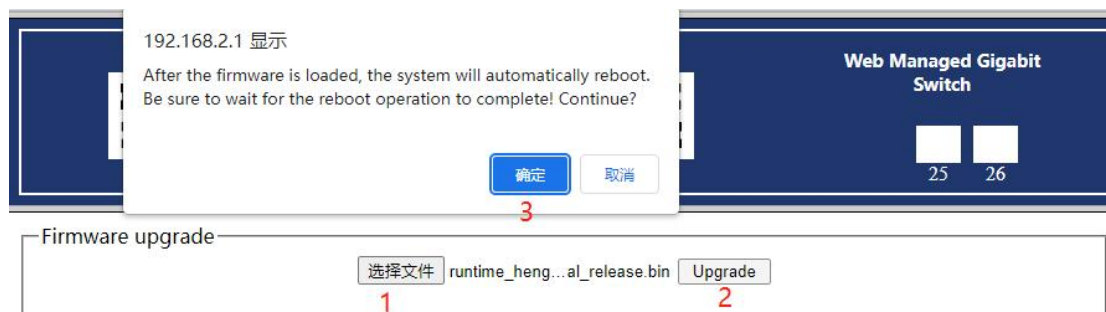 192.168.2.1 显示
After the firmware is loaded, the system will automatically reboot.
Be sure to wait for the reboot operation to complete! Continue?
确定
取消
3
Web Managed Gigabit
Switch
25 26
Firmware upgrade
选择文件 runtime_heng...al_release.bin Upgrade
1 2